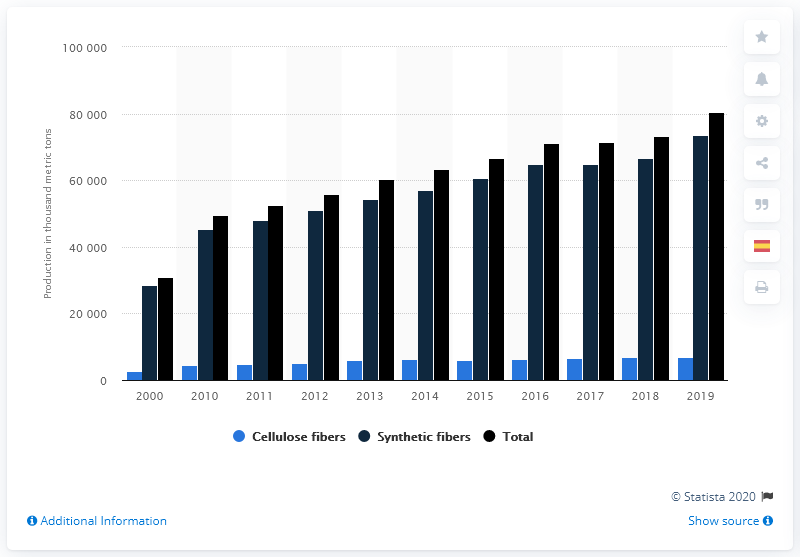 100 000
80 000
60 000
40 000
20 000
0
Production in thousand metric tons
2000 2010 2011 2012 2013 2014 2015 2016 2017 2018 2019
Cellulose fibers Synthetic fibers Total
© Statista 2020
Additional Information Show source